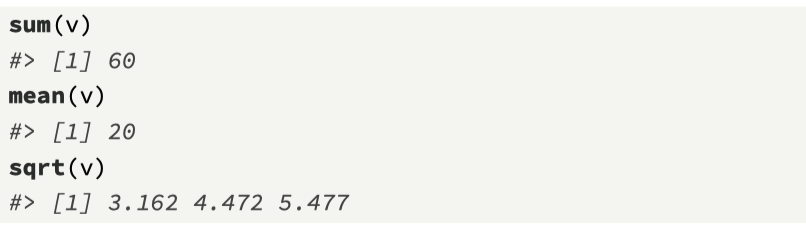 sum(v)
#> [1] 60
mean(v)
#> [1] 20
sqrt(v)
#> [1] 3.162 4.472 5.477